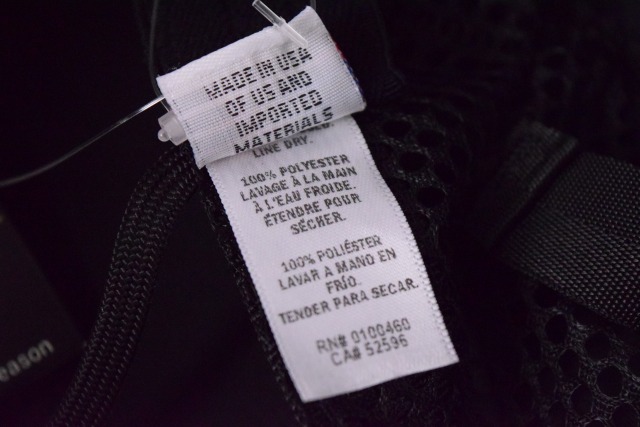 MADE IN USA
OF US AND
IMPORTED
MATERIALS
LINE DRY.
100% POLYESTER
LAVAGE À LA MAIN
À L'EAU FROIDE.
ÉTENDRE POUR
SÉCHER.
100% POLIÉSTER
LAVAR A MANO EN
FRÍO.
TENDER PARA SECAR.
RN# 0100460
CA# 52596
eason